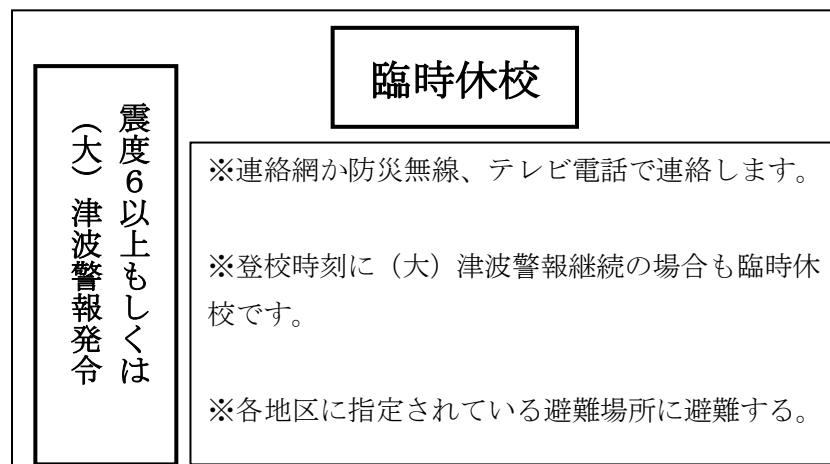 臨時休校
震度６以上もしくは
（大）津波警報発令
※連絡網か防災無線、テレビ電話で連絡します。
※登校時刻に（大）津波警報継続の場合も臨時休
校です。
※各地区に指定されている避難場所に避難する。